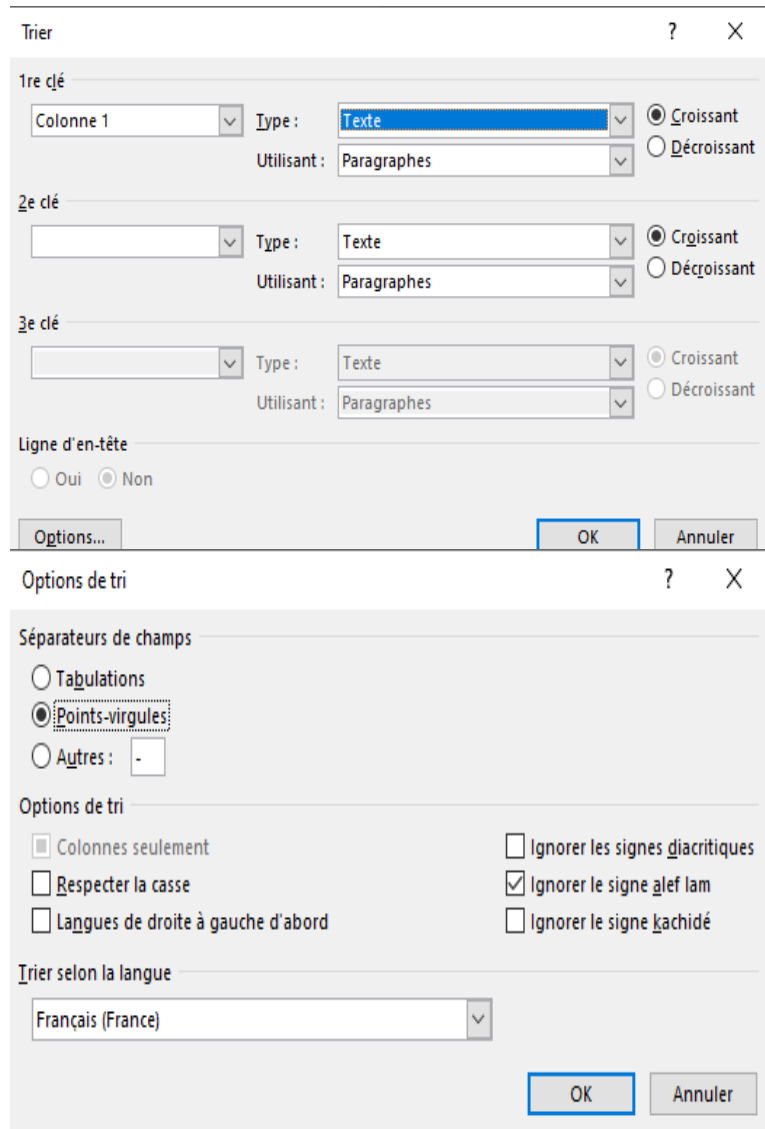 Trier ?
1re clé
Colonne 1 Type : Texte Croissant
Utilisant : Paragraphes Décroissant
2e clé
Type : Texte Croissant
Utilisant : Paragraphes Décroissant
3e clé
Type : Texte Croissant
Utilisant : Paragraphes Décroissant
Ligne d'en-tête
Oui Non
Options... OK Annuler
Options de tri ?
Séparateurs de champs
Tabulations
Points-virgules
Autres : -
Options de tri
Colonnes seulement Ignorer les signes diacritiques
Respecter la casse Ignorer le signe alef lam
Langues de droite à gauche d'abord Ignorer le signe kachidé
Trier selon la langue
Français (France)
OK Annuler